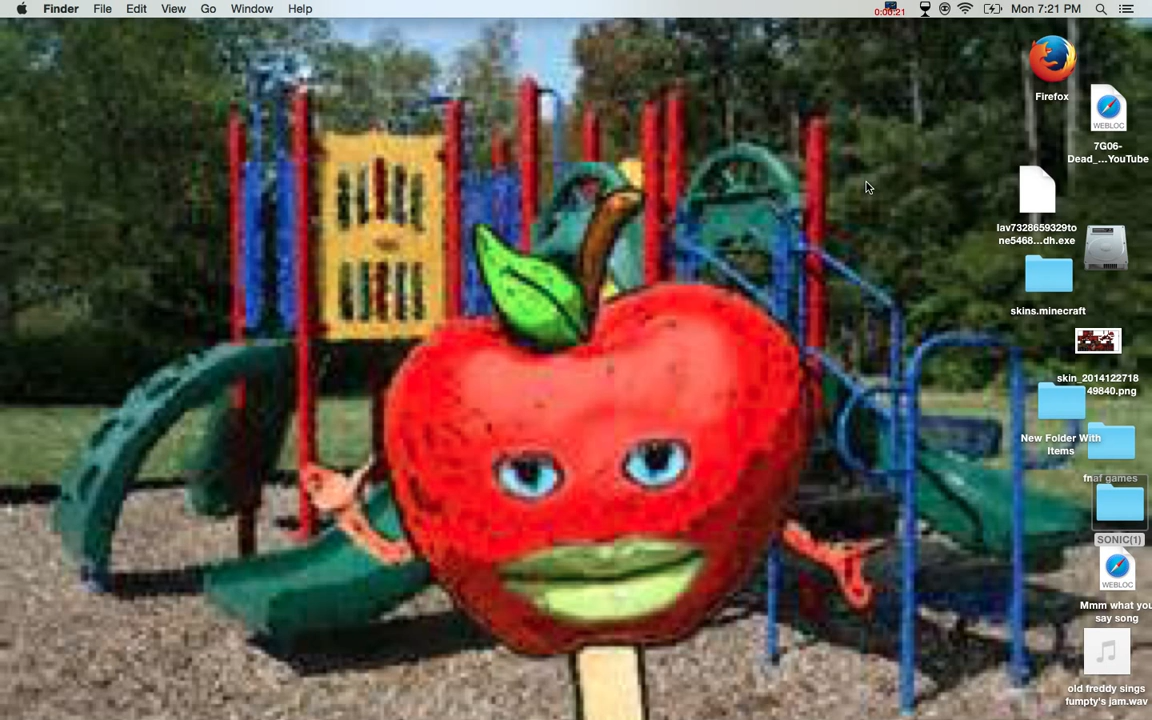 Finder File Edit View Go Window Help
0:00:21 Mon 7:21 PM
Firefox
WEBLOC
7G06-
Dead_...YouTube
lav7328659329to
ne5468...dh.exe
skins.minecraft
skin_2014122718
49840.png
New Folder With
Items
fnaf games
SONIC(1)
WEBLOC
Mmm what you
say song
old freddy sings
fumpty's jam.wav